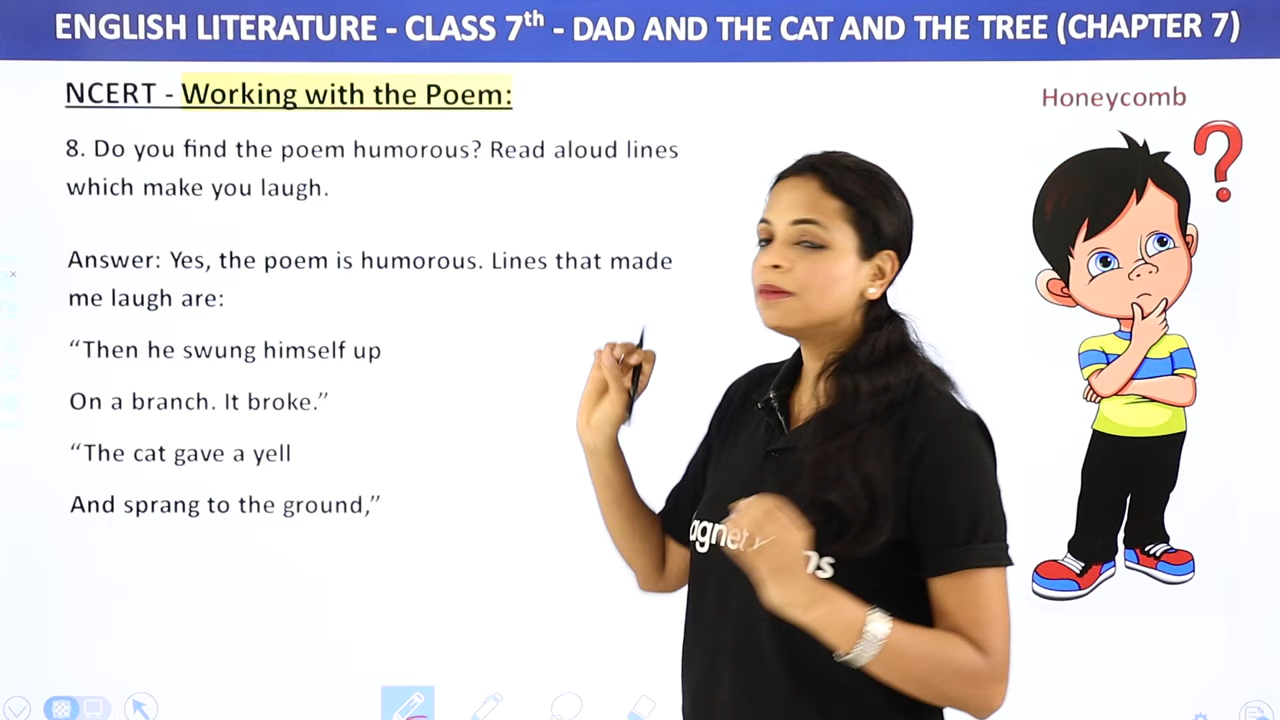 ENGLISH LITERATURE - CLASS 7th - DAD AND THE CAT AND THE TREE (CHAPTER 7)
NCERT - Working with the Poem:
Honeycomb
8. Do you find the poem humorous? Read aloud lines
which make you laugh.
?
Answer: Yes, the poem is humorous. Lines that made
me laugh are:
“Then he swung himself up
On a branch. It broke.”
“The cat gave a yell
And sprang to the ground,”